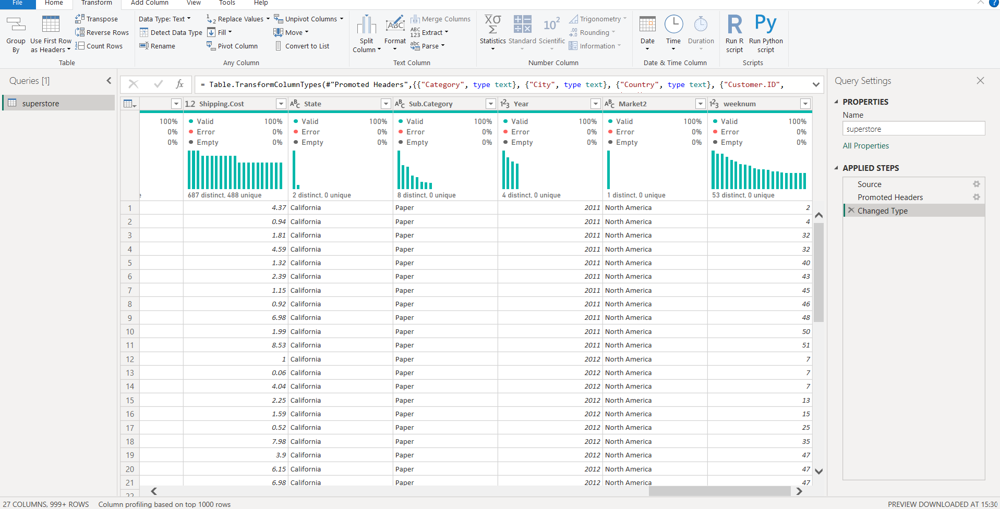 File Home Transform Add Column View Tools Help ?
Group By
Use First Row as Headers
Transpose
Reverse Rows
Count Rows
Table
Data Type: Text
Detect Data Type
Rename
Replace Values
Fill
Pivot Column
Unpivot Columns
Move
Convert to List
Any Column
Split Column
ABC
Format
Merge Columns
ABC 123 Extract
abc Parse
Text Column
XΟƒ Σ
Statistics
Standard
10²
Scientific
Trigonometry
Rounding
Information
Number Column
Date
Time
Duration
Date & Time Column
R
Run R script
Py
Run Python script
Scripts
Queries [1]
superstore
fx
= Table.TransformColumnTypes(#"Promoted Headers",{{"Category", type text}, {"City", type text}, {"Country", type text}, {"Customer.ID",
1.2 Shipping.Cost ABC State ABC Sub.Category 123 Year ABC Market2 123 weeknum
100% Valid 100% Valid 100% Valid 100% Valid 100% Valid 100% Valid 100%
0% Error 0% Error 0% Error 0% Error 0% Error 0% Error 0%
0% Empty 0% Empty 0% Empty 0% Empty 0% Empty 0% Empty 0%
687 distinct, 488 unique 2 distinct, 0 unique 8 distinct, 0 unique 4 distinct, 0 unique 1 distinct, 0 unique 53 distinct, 0 unique
1 4.37 California Paper 2011 North America 2
2 0.94 California Paper 2011 North America 4
3 1.81 California Paper 2011 North America 32
4 4.59 California Paper 2011 North America 32
5 1.32 California Paper 2011 North America 40
6 2.39 California Paper 2011 North America 43
7 1.15 California Paper 2011 North America 45
8 0.92 California Paper 2011 North America 46
9 6.98 California Paper 2011 North America 48
10 1.99 California Paper 2011 North America 50
11 8.53 California Paper 2011 North America 51
12 1 California Paper 2012 North America 7
13 0.06 California Paper 2012 North America 7
14 4.04 California Paper 2012 North America 7
15 2.25 California Paper 2012 North America 13
16 1.59 California Paper 2012 North America 15
17 0.52 California Paper 2012 North America 25
18 7.98 California Paper 2012 North America 35
19 3.9 California Paper 2012 North America 47
20 6.15 California Paper 2012 North America 47
21 6.98 California Paper 2012 North America 47
22
Query Settings
PROPERTIES
Name
superstore
All Properties
APPLIED STEPS
Source
Promoted Headers
Changed Type
27 COLUMNS, 999+ ROWS Column profiling based on top 1000 rows
PREVIEW DOWNLOADED AT 15:30